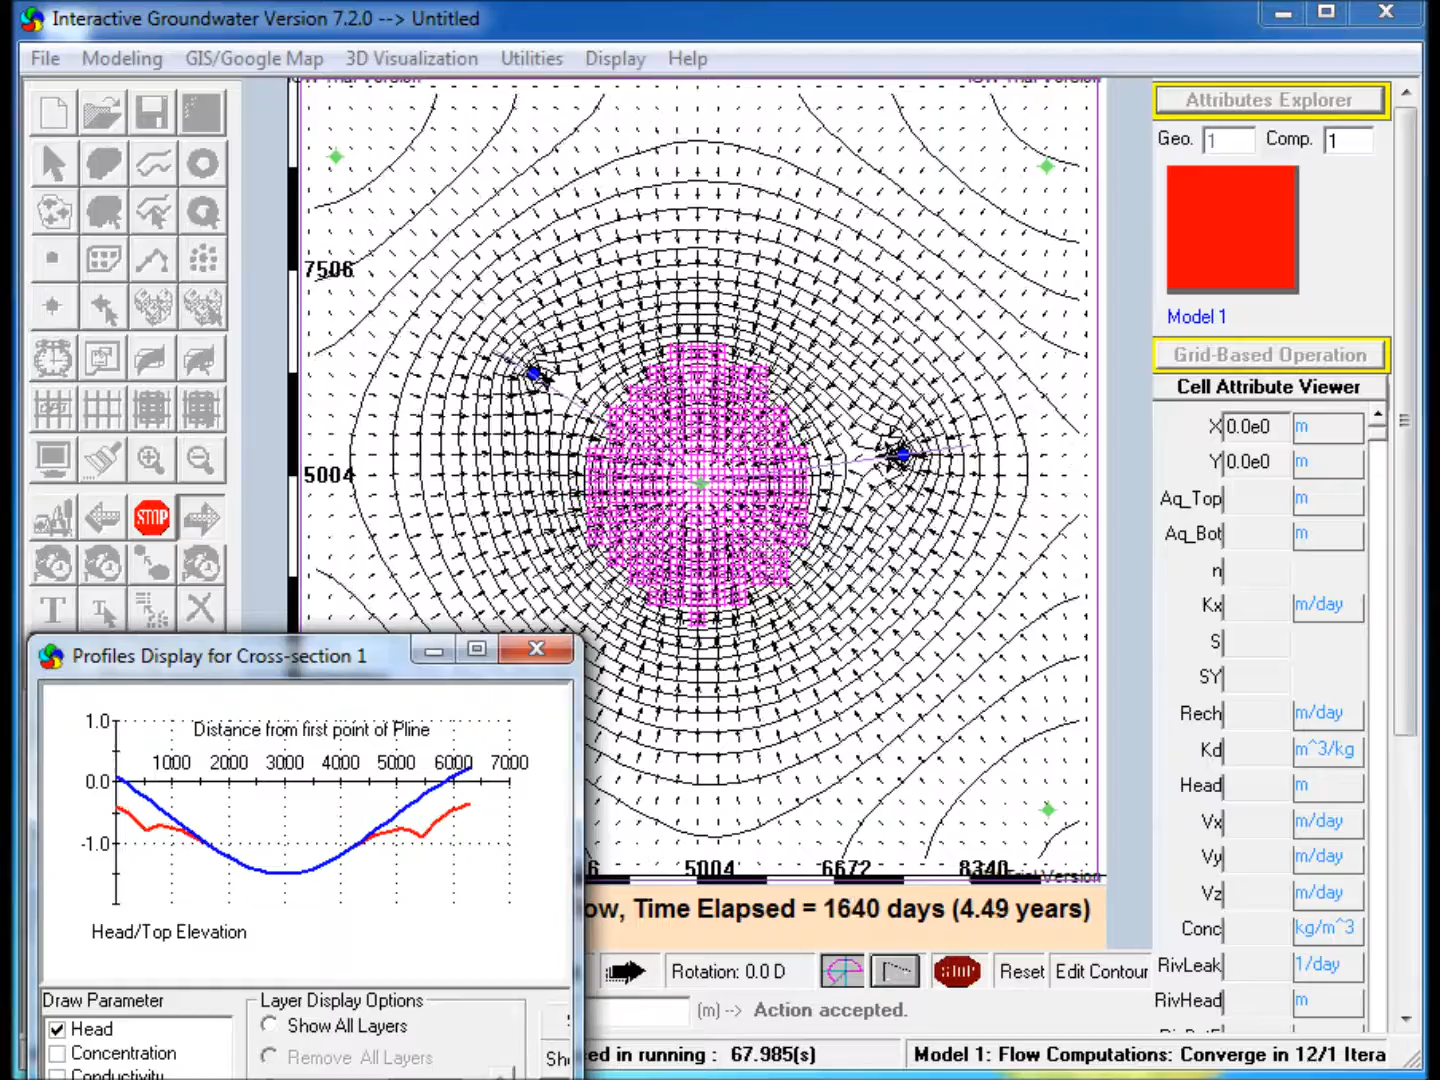 Interactive Groundwater Version 7.2.0 --> Untitled
File Modeling GIS/Google Map 3D Visualization Utilities Display Help
Attributes Explorer
Geo. 1 Comp. 1
Model 1
Grid-Based Operation
Cell Attribute Viewer
X 0.0e0 m
Y 0.0e0 m
Aq_Top m
Aq_Bot m
n
Kx m/day
S
SY
Rech m/day
Kd m^3/kg
Head m
Vx m/day
Vy m/day
Vz m/day
Conc kg/m^3
RivLeak 1/day
RivHead m
7506
5004
STOP
T T
5004 6672 8340
Version
Profiles Display for Cross-section 1
1.0
Distance from first point of Pline
1000 2000 3000 4000 5000 6000 7000
0.0
-1.0
Head/Top Elevation
Draw Parameter
Head
Concentration
Conductivity
Layer Display Options
Show All Layers
Remove All Layers
ow, Time Elapsed = 1640 days (4.49 years)
Rotation: 0.0 D STOP Reset Edit Contour
(m) --> Action accepted.
ed in running : 67.985(s) Model 1: Flow Computations: Converge in 12/1 Itera